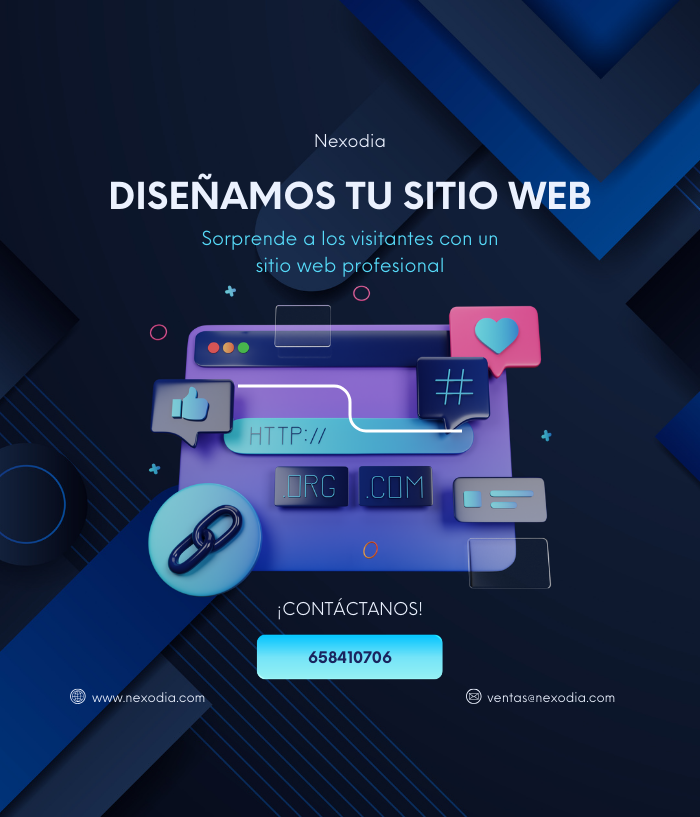 Nexodia
DISEÑAMOS TU SITIO WEB
Sorprende a los visitantes con un
sitio web profesional
#
HTTP://
.ORG .COM
¡CONTÁCTANOS!
658410706
www.nexodia.com
ventas@nexodia.com